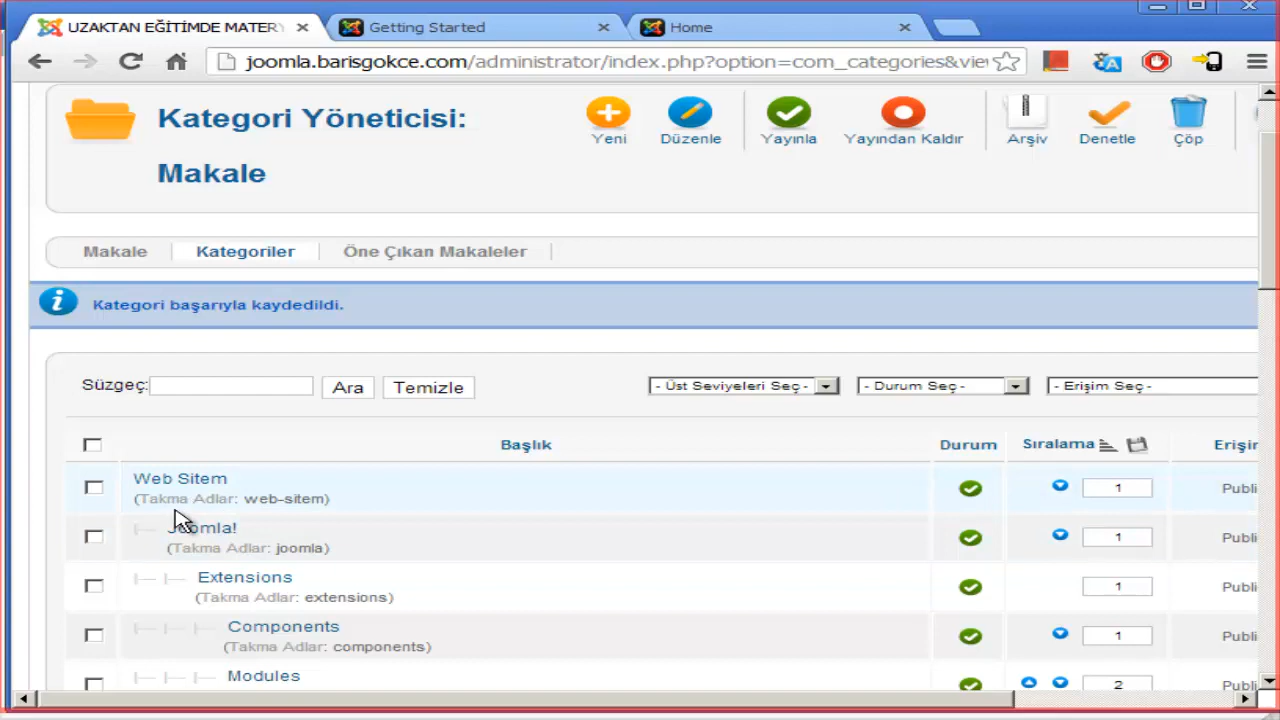 UZAKTAN EĞİTİMDE MATERY
Getting Started
Home
joomla.barisgokce.com/administrator/index.php?option=com_categories&vie
Kategori Yöneticisi:
Makale
Yeni
Düzenle
Yayınla
Yayından Kaldır
Arşiv
Denetle
Çöp
Makale
Kategoriler
Öne Çıkan Makaleler
Kategori başarıyla kaydedildi.
Süzgeç:
Ara
Temizle
- Üst Seviyeleri Seç -
- Durum Seç -
- Erişim Seç -
Başlık
Durum
Sıralama
Erişin
Web Sitem
1
Publi
(Takma Adlar: web-sitem)
Joomla!
1
Publi
(Takma Adlar: joomla)
Extensions
1
Publi
(Takma Adlar: extensions)
Components
1
Publi
(Takma Adlar: components)
Modules
2
Publi